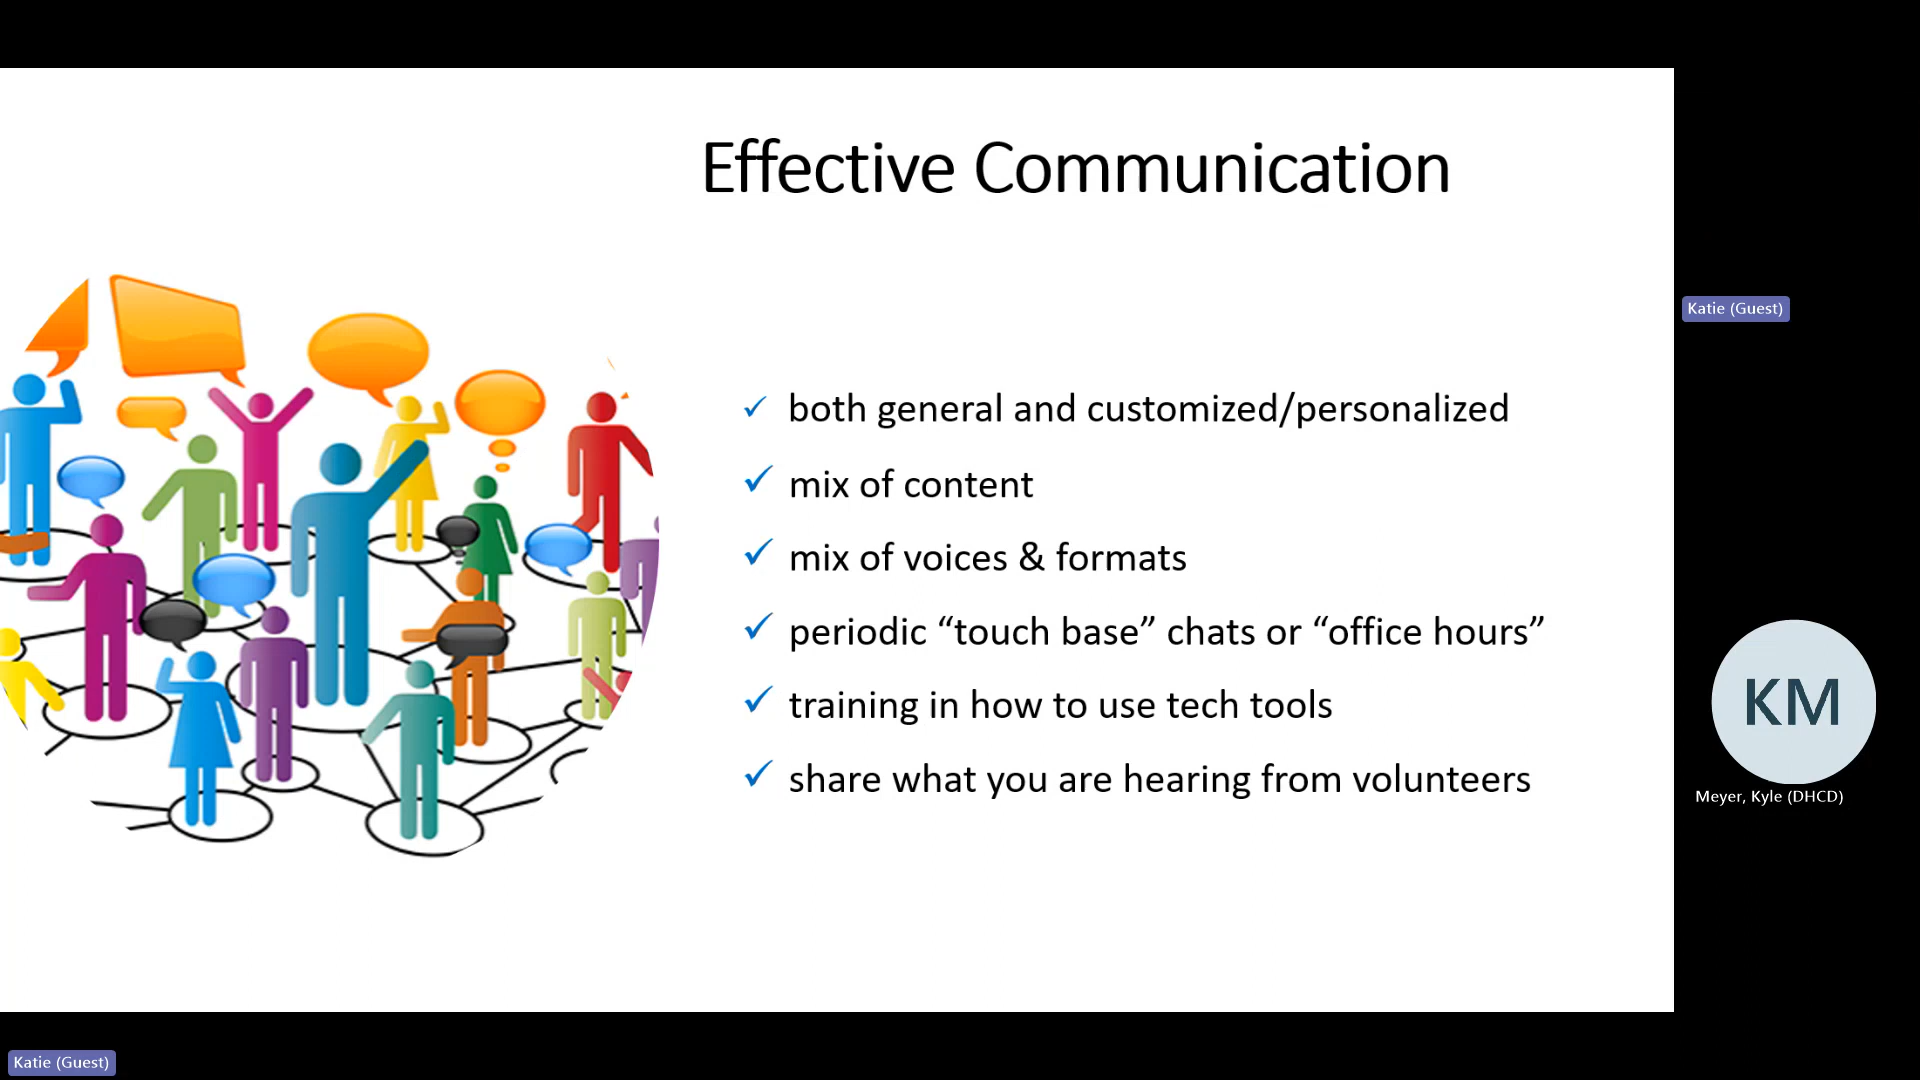 Effective Communication
both general and customized/personalized
mix of content
mix of voices & formats
periodic “touch base” chats or “office hours”
training in how to use tech tools
share what you are hearing from volunteers
Katie (Guest)
KM
Meyer, Kyle (DHCD)
Katie (Guest)